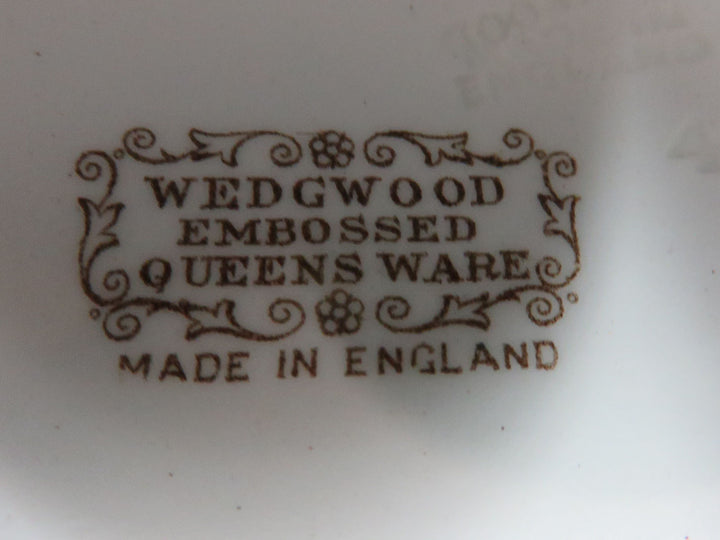 WEDGWOOD
EMBOSSED
QUEENS WARE
MADE IN ENGLAND